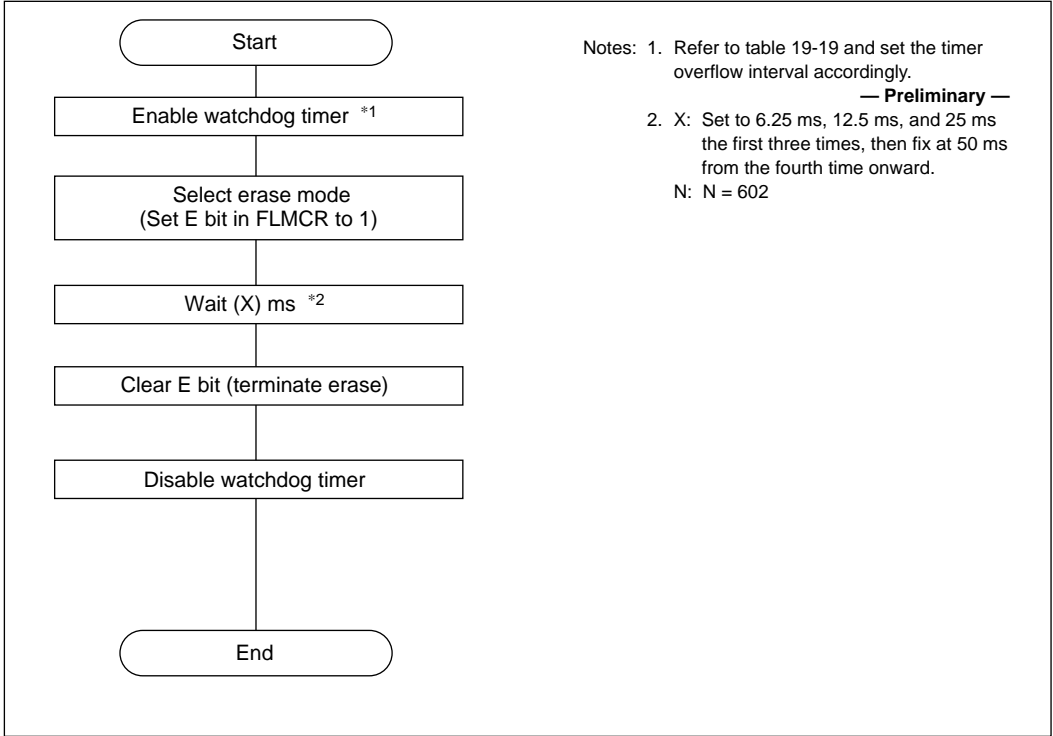 Start
Enable watchdog timer *1
Select erase mode
(Set E bit in FLMCR to 1)
Wait (X) ms *2
Clear E bit (terminate erase)
Disable watchdog timer
End
Notes: 1. Refer to table 19-19 and set the timer
overflow interval accordingly.
— Preliminary —
2. X: Set to 6.25 ms, 12.5 ms, and 25 ms
the first three times, then fix at 50 ms
from the fourth time onward.
N: N = 602